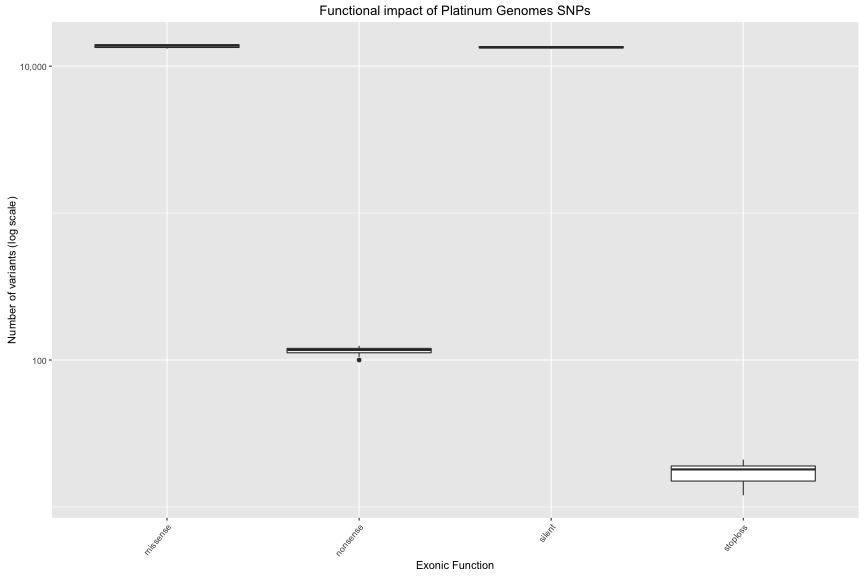 Functional impact of Platinum Genomes SNPs
Number of variants (log scale)
10,000
100
missense
nonsense
silent
stoploss
Exonic Function